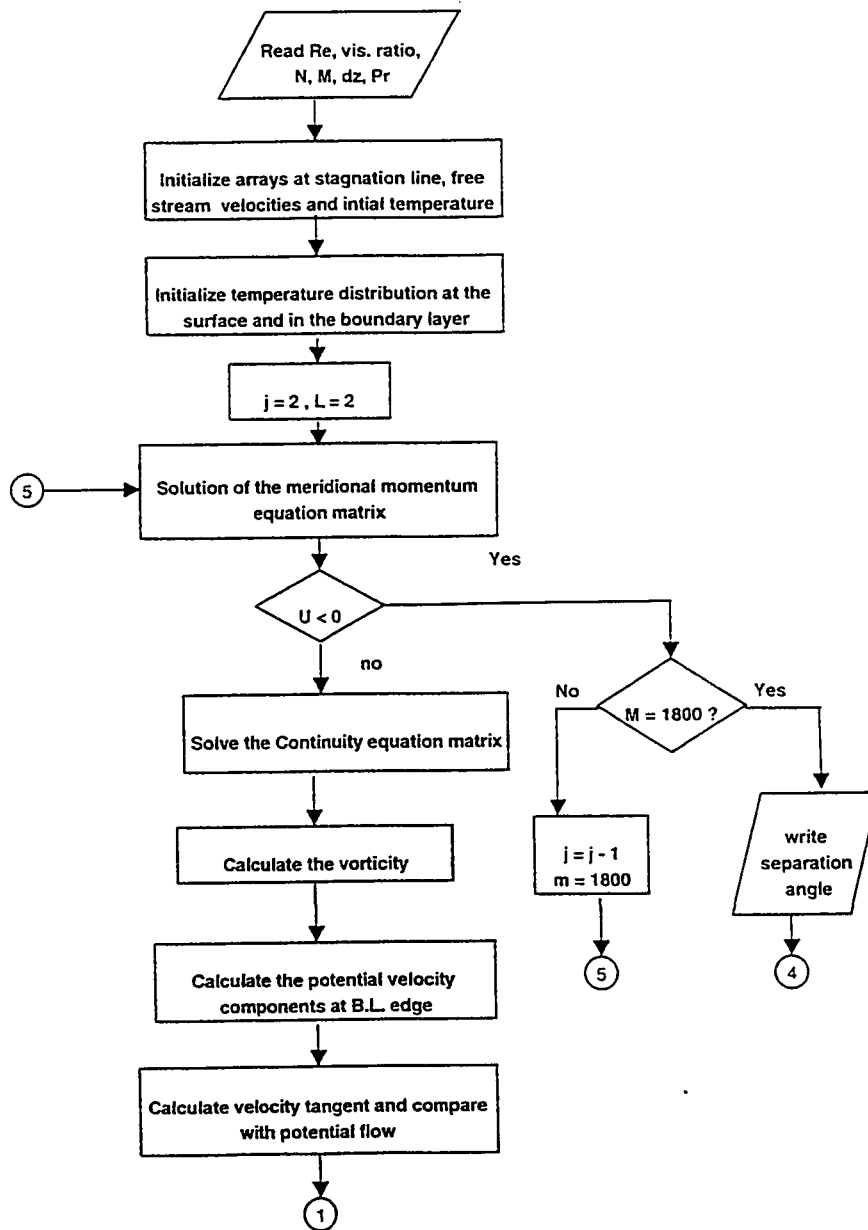 Read Re, vis. ratio,
N, M, dz, Pr
Initialize arrays at stagnation line, free
stream velocities and intial temperature
Initialize temperature distribution at the
surface and in the boundary layer
j = 2 , L = 2
5
Solution of the meridional momentum
equation matrix
Yes
U < 0
no
No
M = 1800 ?
Yes
Solve the Continuity equation matrix
j = j - 1
m = 1800
write
separation
angle
Calculate the vorticity
5
4
Calculate the potential velocity
components at B.L. edge
Calculate velocity tangent and compare
with potential flow
1